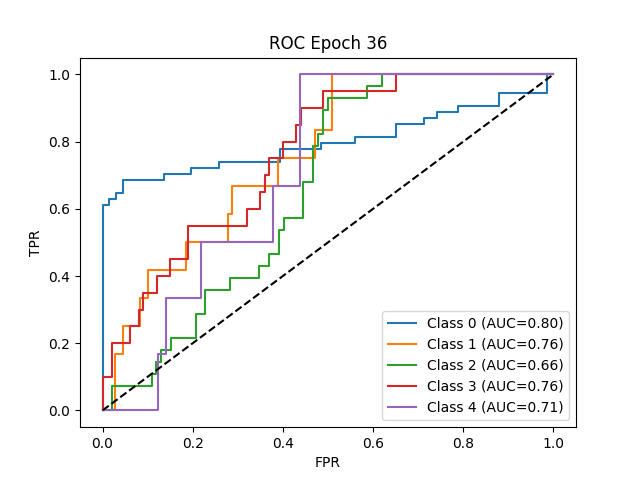 ROC Epoch 36
TPR
1.0
0.8
0.6
0.4
0.2
0.0
Class 0 (AUC=0.80)
Class 1 (AUC=0.76)
Class 2 (AUC=0.66)
Class 3 (AUC=0.76)
Class 4 (AUC=0.71)
0.0 0.2 0.4 0.6 0.8 1.0
FPR